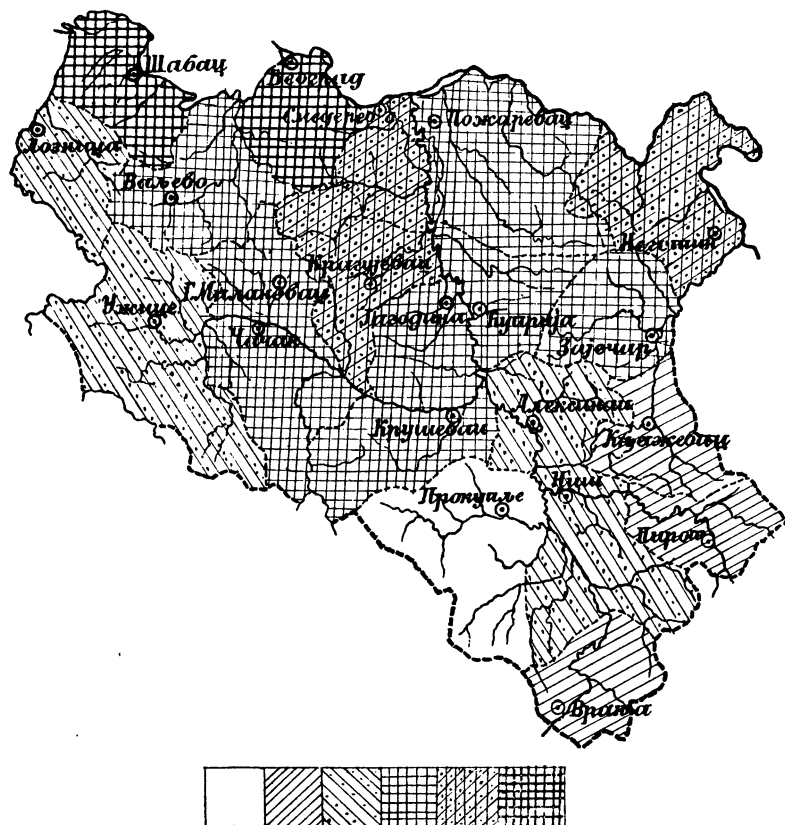 Шабац
Београд
Смедерево
Пожаревац
Лозница
Ваљево
Неготин
Крагујевац
Г.Милановац
Ужице
Јагодина
Ћуприја
Чачак
Зајечар
Алексинац
Крушевац
Књажевац
Ниш
Прокупље
Пирот
Врања